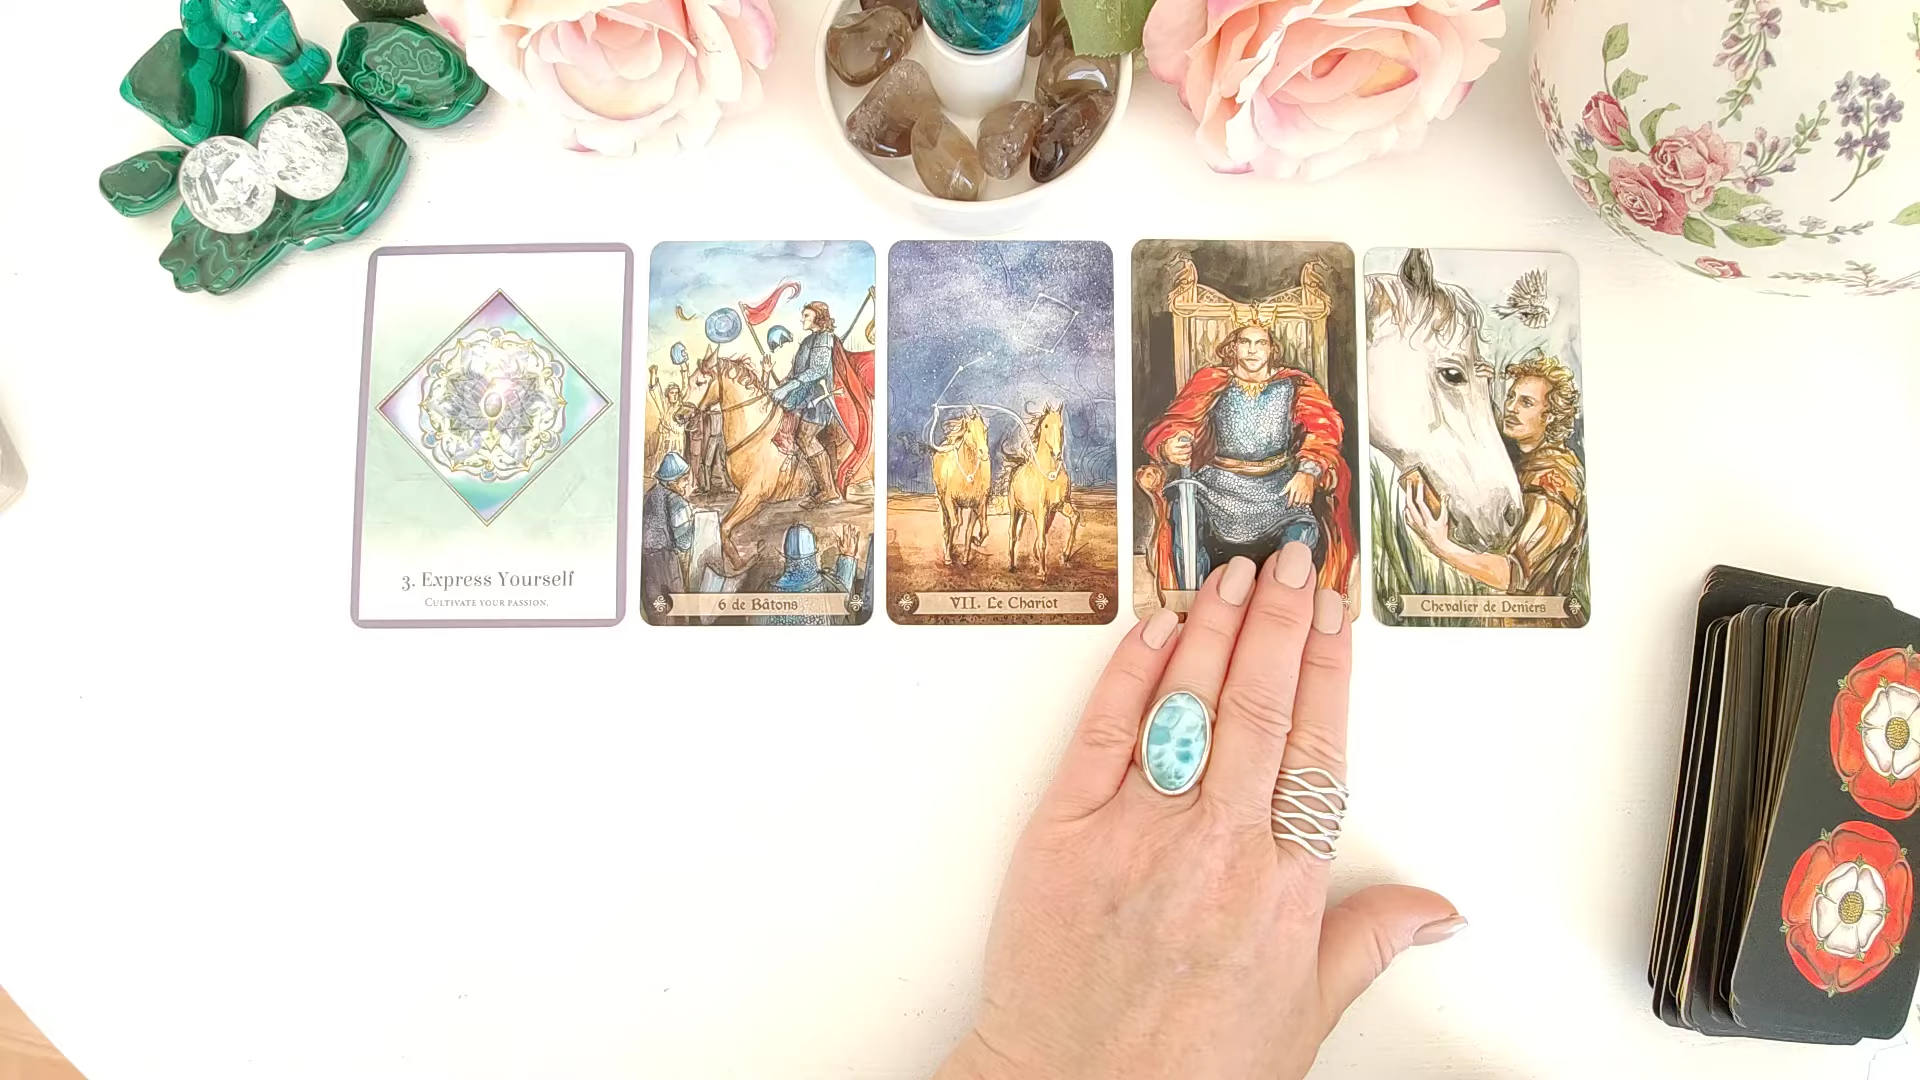 3. Express Yourself
Cultivate your passion.
6 de Bâtons
VII. Le Chariot
Chevalier de Deniers